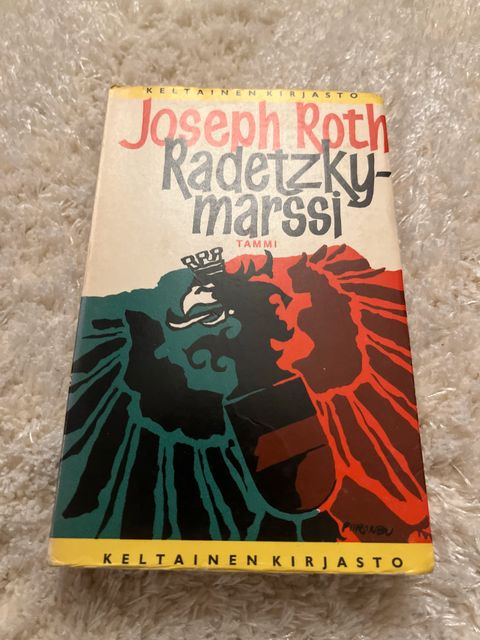 KELTAINEN KIRJASTO
Joseph Roth
Radetzky-
marssi
TAMMI
KELTAINEN KIRJASTO